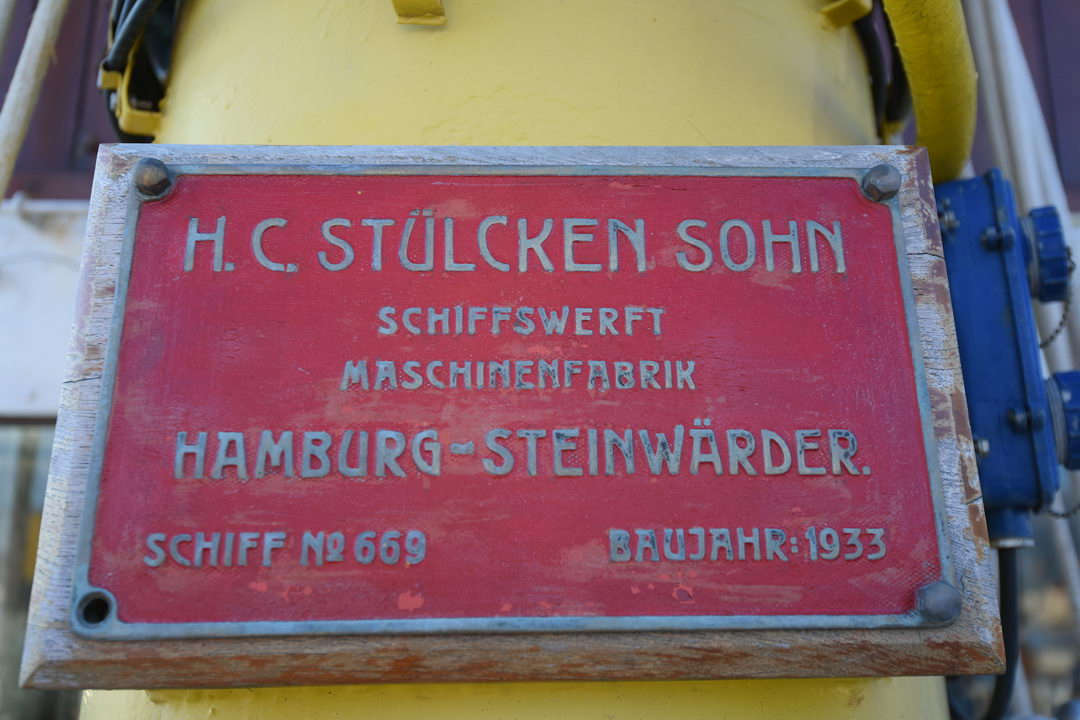 H. C. STÜLCKEN SOHN
SCHIFFSWERFT
MASCHINENFABRIK
HAMBURG-STEINWÄRDER.
SCHIFF Nº 669 BAUJAHR: 1933